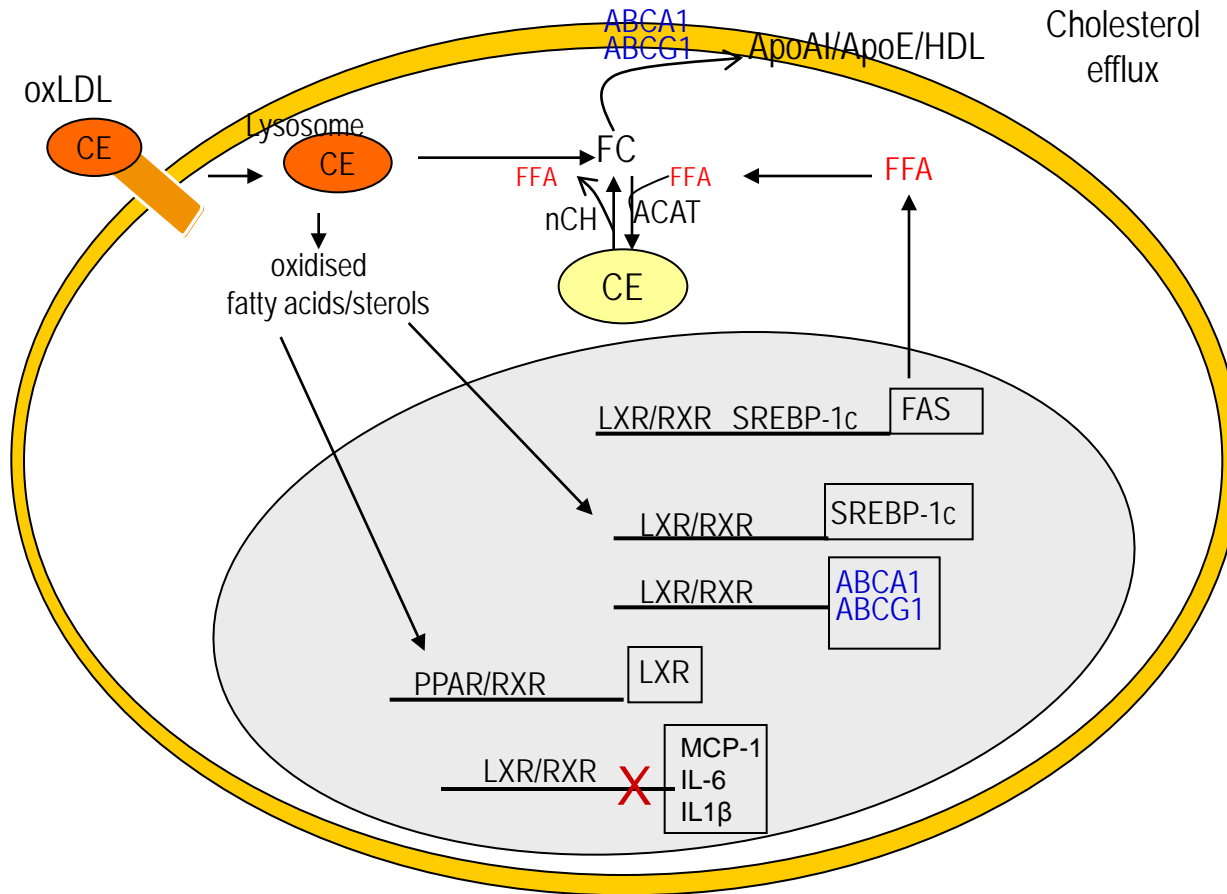 ABCA1
ABCG1
ApoAI/ApoE/HDL
Cholesterol
efflux
oxLDL
CE
Lysosome
CE
FC
FFA
FFA
FFA
nCH
ACAT
CE
oxidised
fatty acids/sterols
LXR/RXR SREBP-1c
FAS
LXR/RXR
SREBP-1c
LXR/RXR
ABCA1
ABCG1
PPAR/RXR
LXR
LXR/RXR
X
MCP-1
IL-6
IL1β